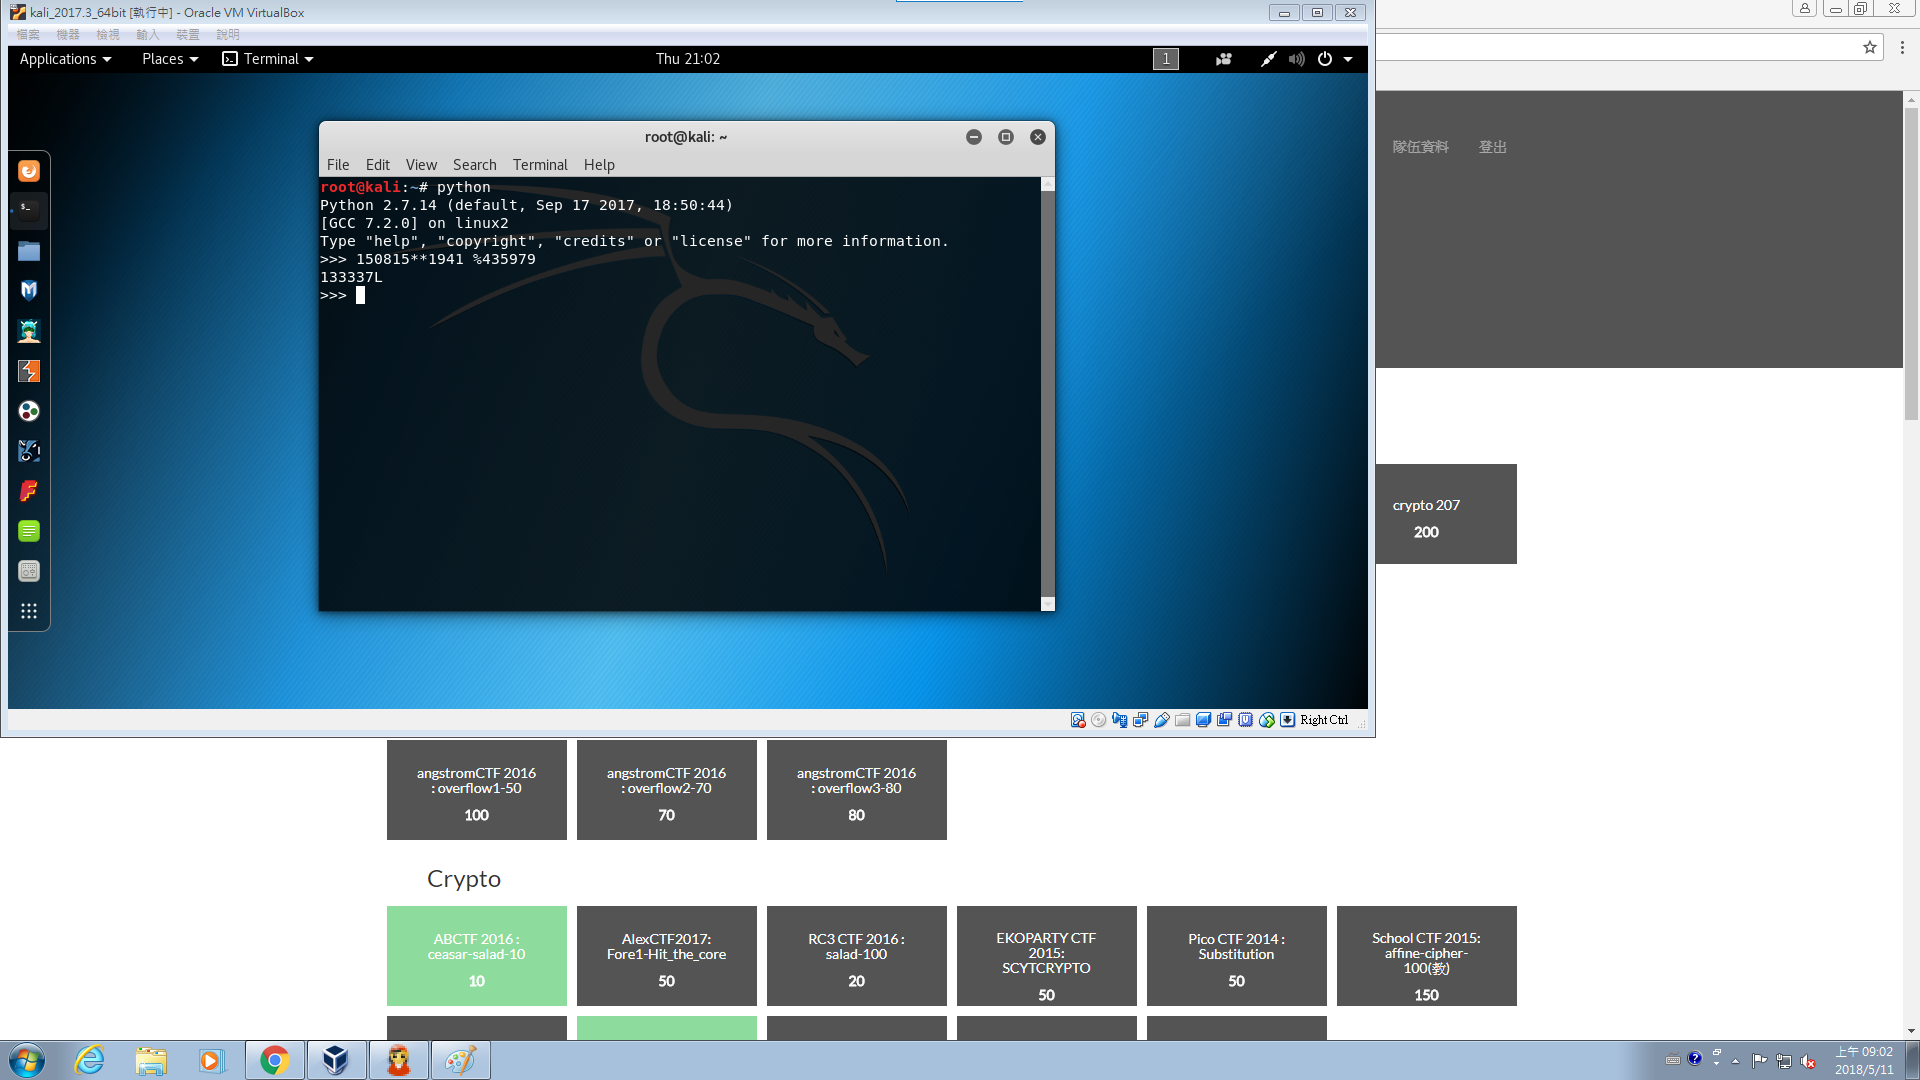 kali_2017.3_64bit [執行中] - Oracle VM VirtualBox
檔案 機器 檢視 輸入 裝置 說明
Applications Places Terminal Thu 21:02 1
root@kali: ~
File Edit View Search Terminal Help
root@kali:~# python
Python 2.7.14 (default, Sep 17 2017, 18:50:44)
[GCC 7.2.0] on linux2
Type "help", "copyright", "credits" or "license" for more information.
>>> 150815**1941 %435979
133337L
>>>
隊伍資料 登出
crypto 207
200
Right Ctrl
angstromCTF 2016
: overflow1-50
100
angstromCTF 2016
: overflow2-70
70
angstromCTF 2016
: overflow3-80
80
Crypto
ABCTF 2016 :
ceasar-salad-10
10
AlexCTF2017:
Fore1-Hit_the_core
50
RC3 CTF 2016 :
salad-100
20
EKOPARTY CTF
2015:
SCYTCRYPTO
50
Pico CTF 2014 :
Substitution
50
School CTF 2015:
affine-cipher-
100(教)
150
上午 09:02
2018/5/11